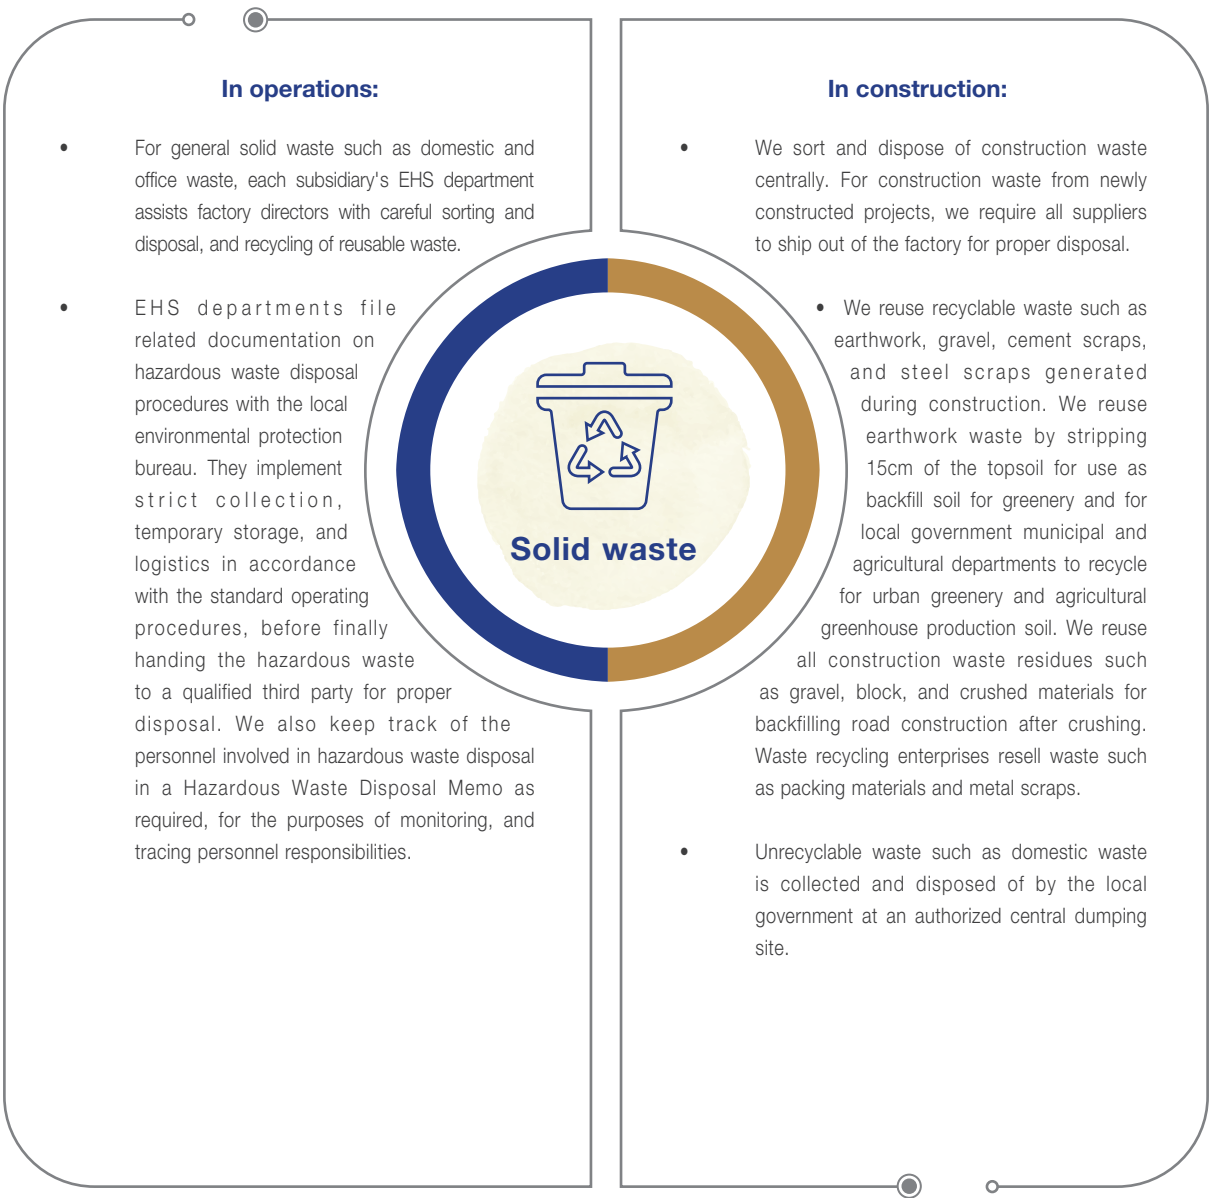 In operations:
• For general solid waste such as domestic and
office waste, each subsidiary's EHS department
assists factory directors with careful sorting and
disposal, and recycling of reusable waste.
• EHS departments file
related documentation on
hazardous waste disposal
procedures with the local
environmental protection
bureau. They implement
strict collection,
temporary storage, and
logistics in accordance
with the standard operating
procedures, before finally
handing the hazardous waste
to a qualified third party for proper
disposal. We also keep track of the
personnel involved in hazardous waste disposal
in a Hazardous Waste Disposal Memo as
required, for the purposes of monitoring, and
tracing personnel responsibilities.
Solid waste
In construction:
• We sort and dispose of construction waste
centrally. For construction waste from newly
constructed projects, we require all suppliers
to ship out of the factory for proper disposal.
• We reuse recyclable waste such as
earthwork, gravel, cement scraps,
and steel scraps generated
during construction. We reuse
earthwork waste by stripping
15cm of the topsoil for use as
backfill soil for greenery and for
local government municipal and
agricultural departments to recycle
for urban greenery and agricultural
greenhouse production soil. We reuse
all construction waste residues such
as gravel, block, and crushed materials for
backfilling road construction after crushing.
Waste recycling enterprises resell waste such
as packing materials and metal scraps.
• Unrecyclable waste such as domestic waste
is collected and disposed of by the local
government at an authorized central dumping
site.